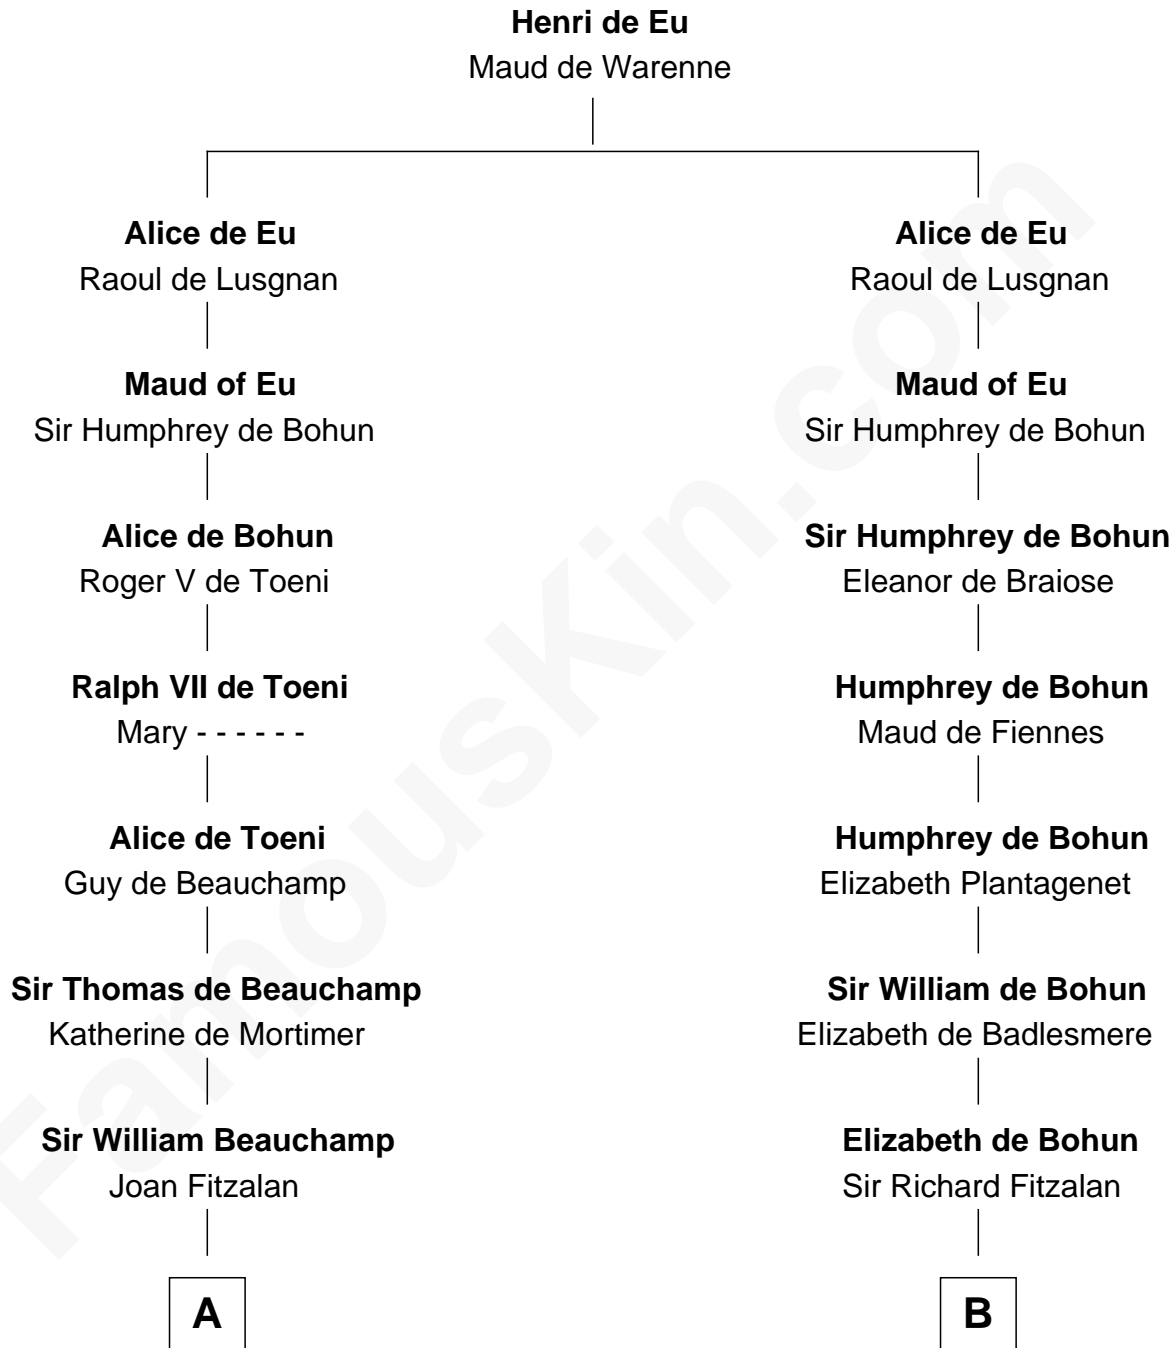 Henri de Eu
Maud de Warenne
Alice de Eu
Raoul de Lusgnan
Maud of Eu
Sir Humphrey de Bohun
Alice de Bohun
Roger V de Toeni
Ralph VII de Toeni
Mary - - - - - -
Alice de Toeni
Guy de Beauchamp
Sir Thomas de Beauchamp
Katherine de Mortimer
Sir William Beauchamp
Joan Fitzalan
A
Alice de Eu
Raoul de Lusgnan
Maud of Eu
Sir Humphrey de Bohun
Sir Humphrey de Bohun
Eleanor de Braiose
Humphrey de Bohun
Maud de Fiennes
Humphrey de Bohun
Elizabeth Plantagenet
Sir William de Bohun
Elizabeth de Badlesmere
Elizabeth de Bohun
Sir Richard Fitzalan
B
FamousKin.com